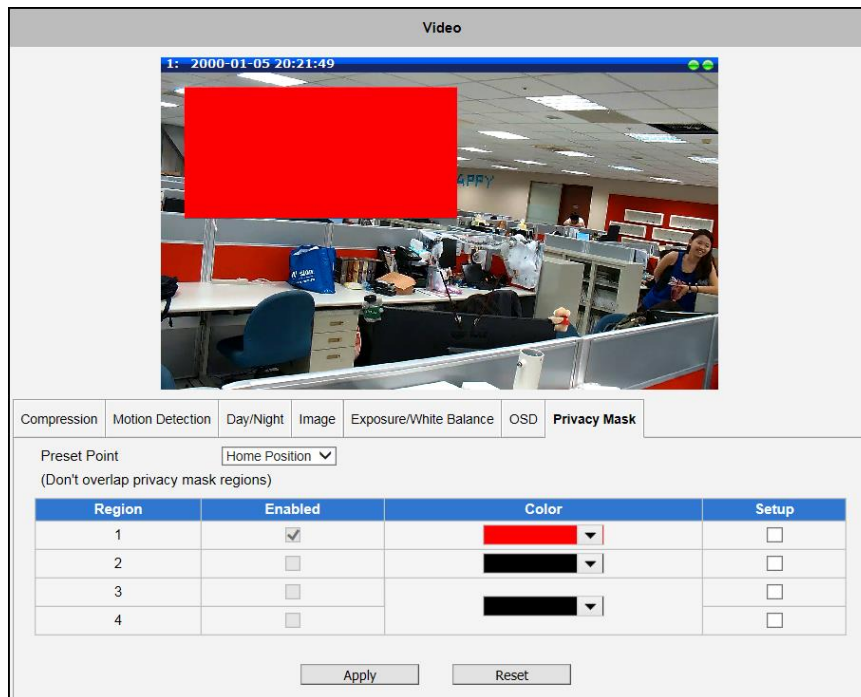 Video
1: 2000-01-05 20:21:49
APPY
Compression Motion Detection Day/Night Image Exposure/White Balance OSD Privacy Mask
Preset Point Home Position
(Don't overlap privacy mask regions)
Region Enabled Color Setup
1
2
3
4
Apply Reset